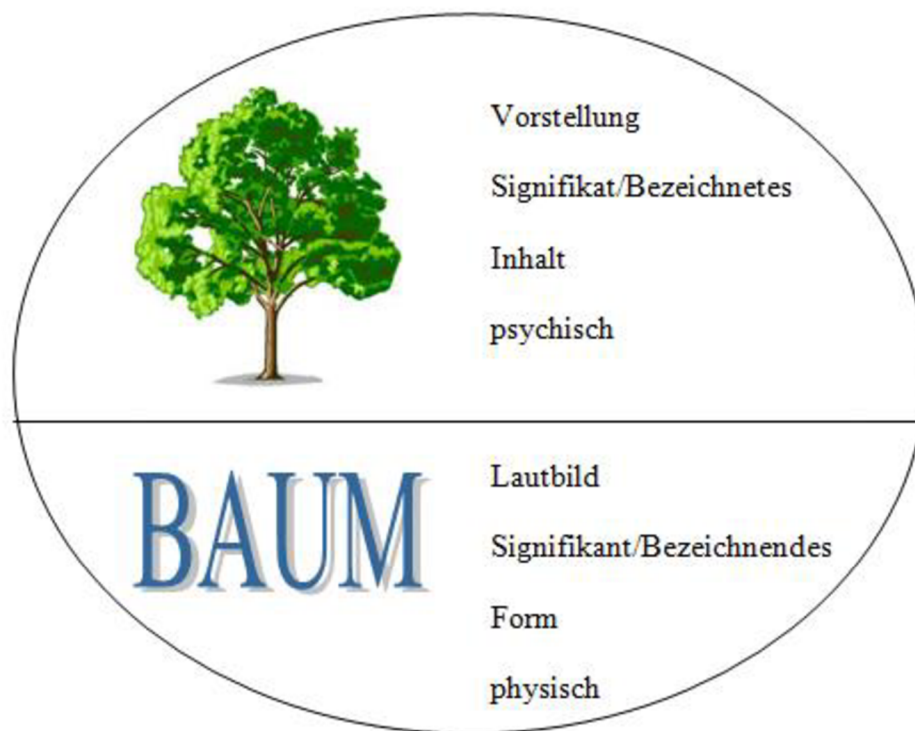 Vorstellung
Signifikat/Bezeichnetes
Inhalt
psychisch
BAUM
Lautbild
Signifikant/Bezeichnendes
Form
physisch